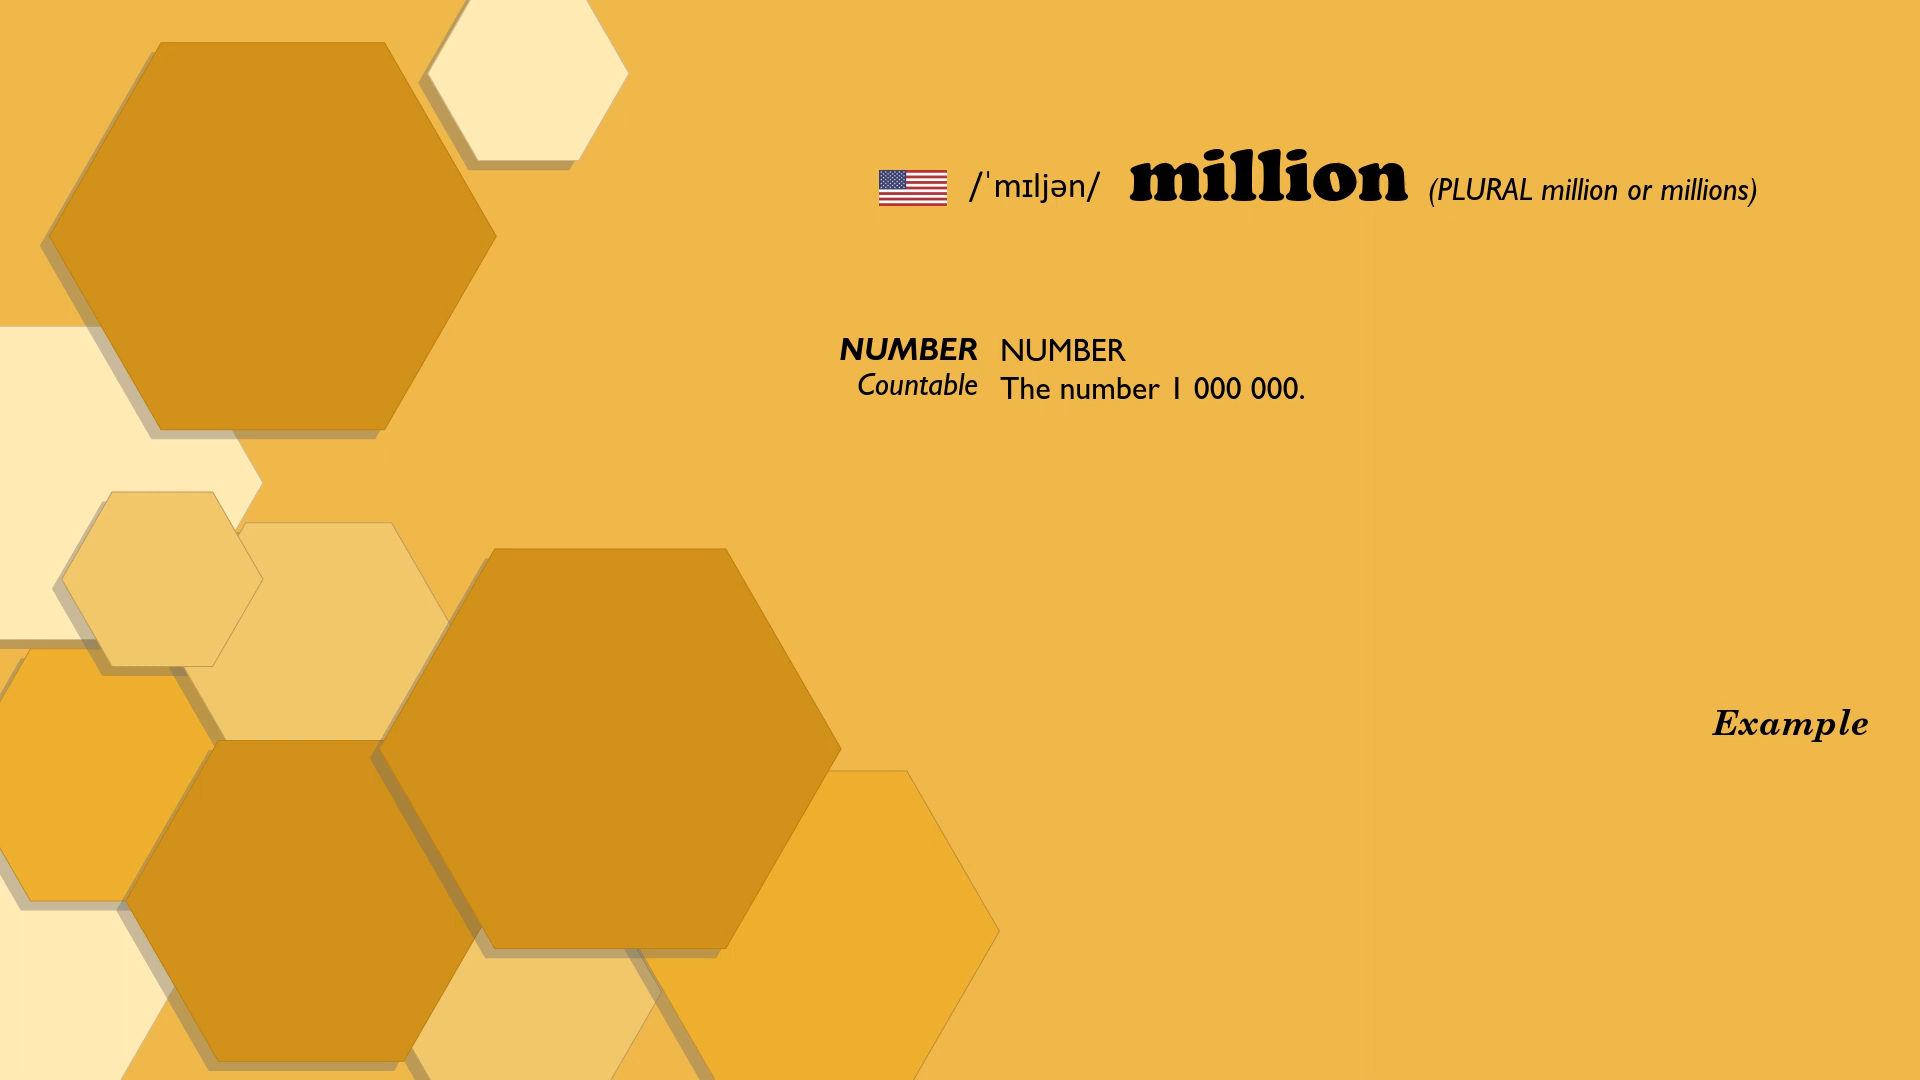 /ˈmɪljən/ million (PLURAL million or millions)
NUMBER NUMBER
Countable The number 1 000 000.
Example